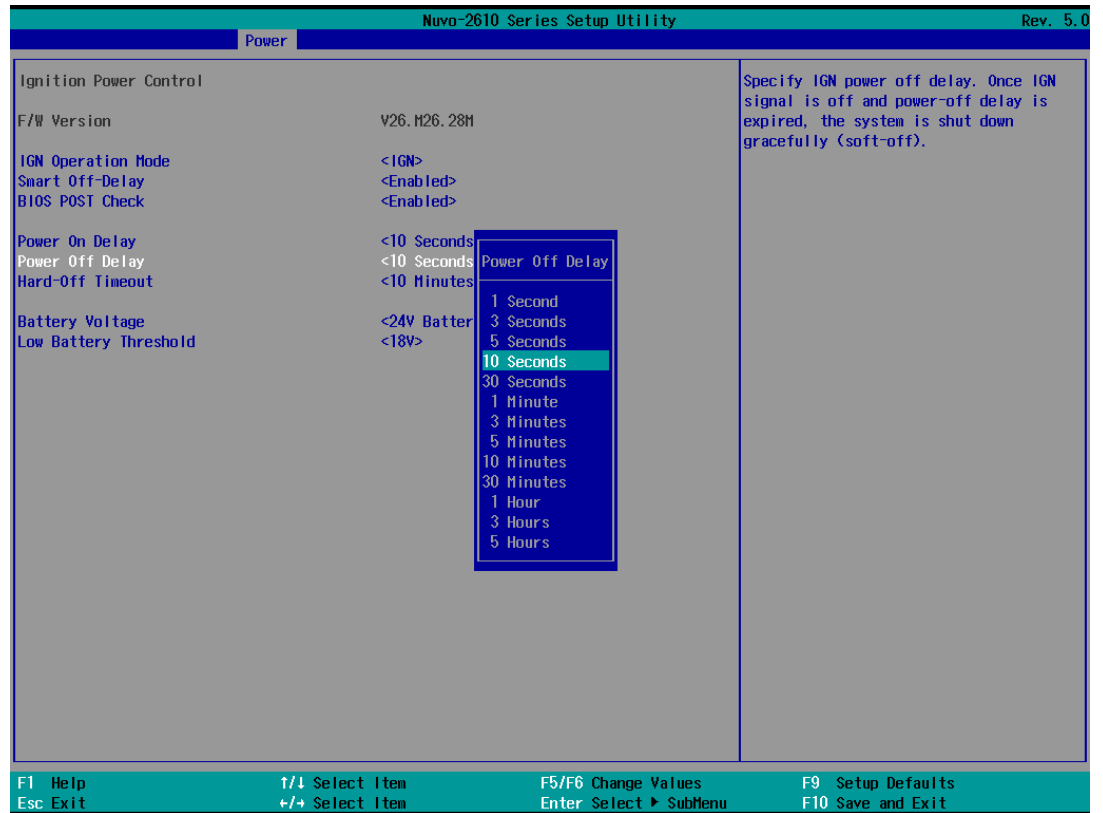 Nuvo-2610 Series Setup Utility Rev. 5.0
Power
Ignition Power Control
F/W Version V26.M26.28M
IGN Operation Mode <IGN>
Smart Off-Delay <Enabled>
BIOS POST Check <Enabled>
Power On Delay <10 Seconds
Power Off Delay <10 Seconds
Hard-Off Timeout <10 Minutes
Battery Voltage <24V Batter
Low Battery Threshold <18V>
Power Off Delay
1 Second
3 Seconds
5 Seconds
10 Seconds
30 Seconds
1 Minute
3 Minutes
5 Minutes
10 Minutes
30 Minutes
1 Hour
3 Hours
5 Hours
Specify IGN power off delay. Once IGN
signal is off and power-off delay is
expired, the system is shut down
gracefully (soft-off).
F1 Help ↑/↓ Select Item F5/F6 Change Values F9 Setup Defaults
Esc Exit ←/→ Select Item Enter Select ▶ SubMenu F10 Save and Exit